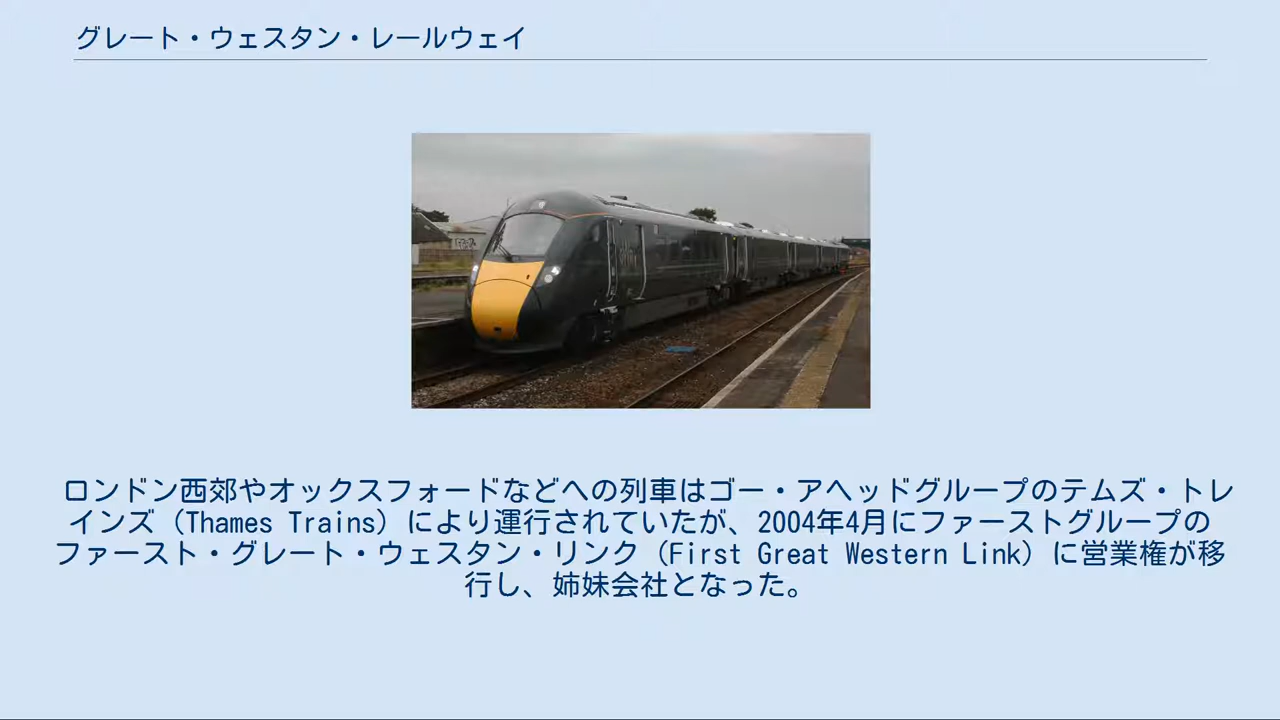 グレート・ウェスタン・レールウェイ
ロンドン西郊やオックスフォードなどへの列車はゴー・アヘッドグループのテムズ・トレ
インズ（Thames Trains）により運行されていたが、2004年4月にファーストグループの
ファースト・グレート・ウェスタン・リンク（First Great Western Link）に営業権が移
行し、姉妹会社となった。